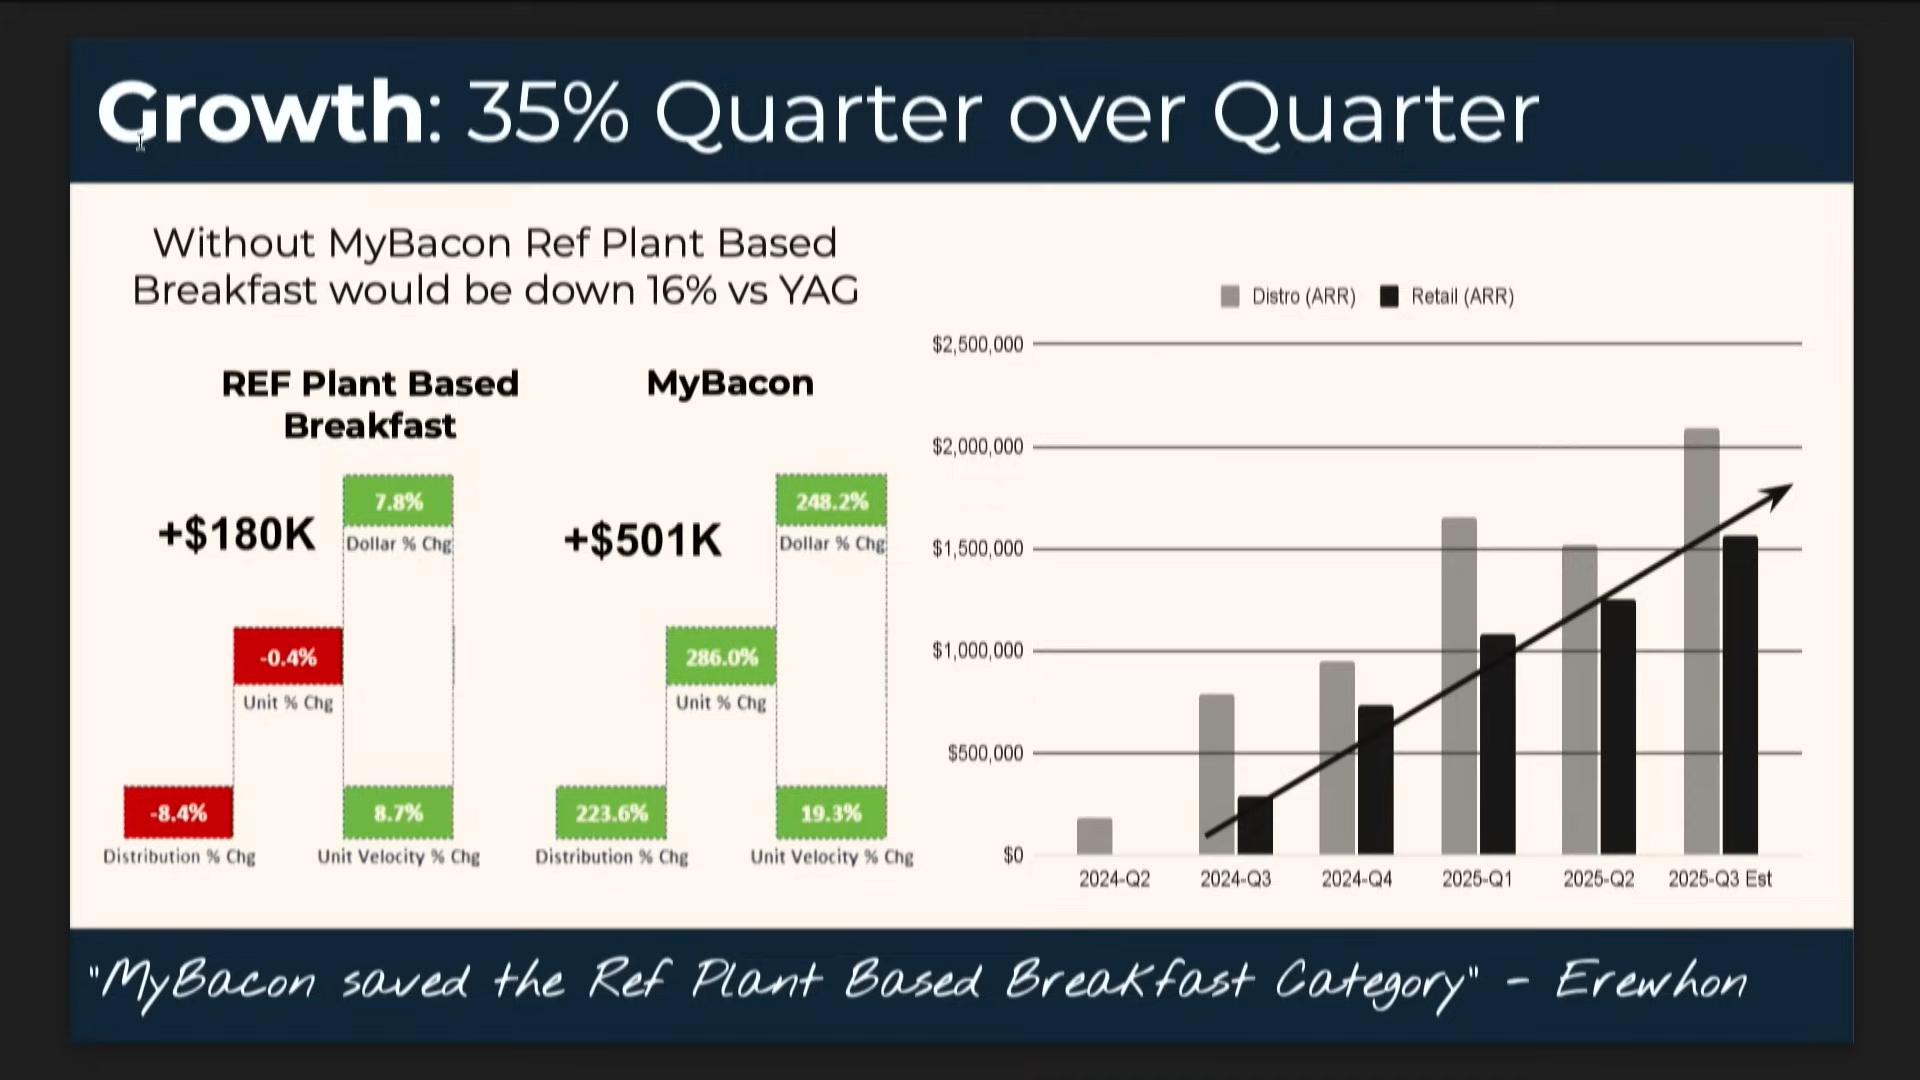 Growth: 35% Quarter over Quarter
Without MyBacon Ref Plant Based
Breakfast would be down 16% vs YAG
REF Plant Based
Breakfast
+$180K
7.8%
Dollar % Chg
-0.4%
Unit % Chg
-8.4%
Distribution % Chg
8.7%
Unit Velocity % Chg
MyBacon
+$501K
248.2%
Dollar % Chg
286.0%
Unit % Chg
223.6%
Distribution % Chg
19.3%
Unit Velocity % Chg
Distro (ARR) Retail (ARR)
$2,500,000
$2,000,000
$1,500,000
$1,000,000
$500,000
$0
2024-Q2 2024-Q3 2024-Q4 2025-Q1 2025-Q2 2025-Q3 Est
"MyBacon saved the Ref Plant Based Breakfast Category" - Erewhon